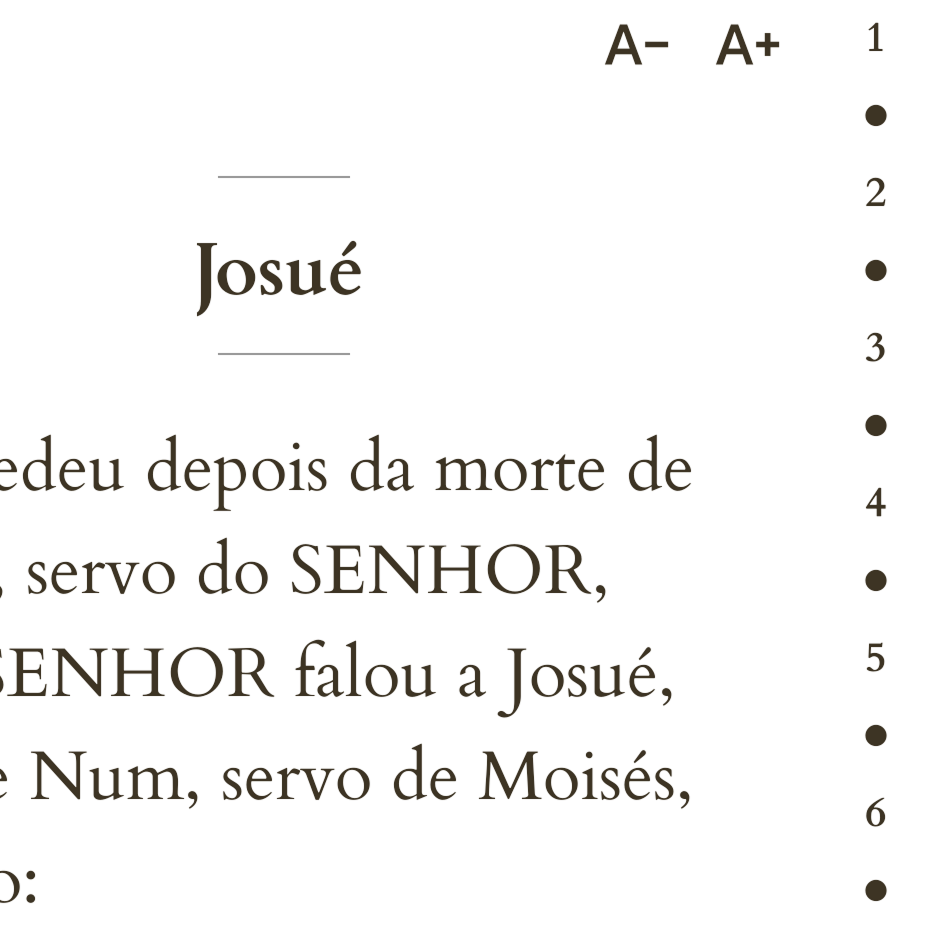 A− A+
Josué
edeu depois da morte de
, servo do SENHOR,
SENHOR falou a Josué,
e Num, servo de Moisés,
o:
1
•
2
•
3
•
4
•
5
•
6
•